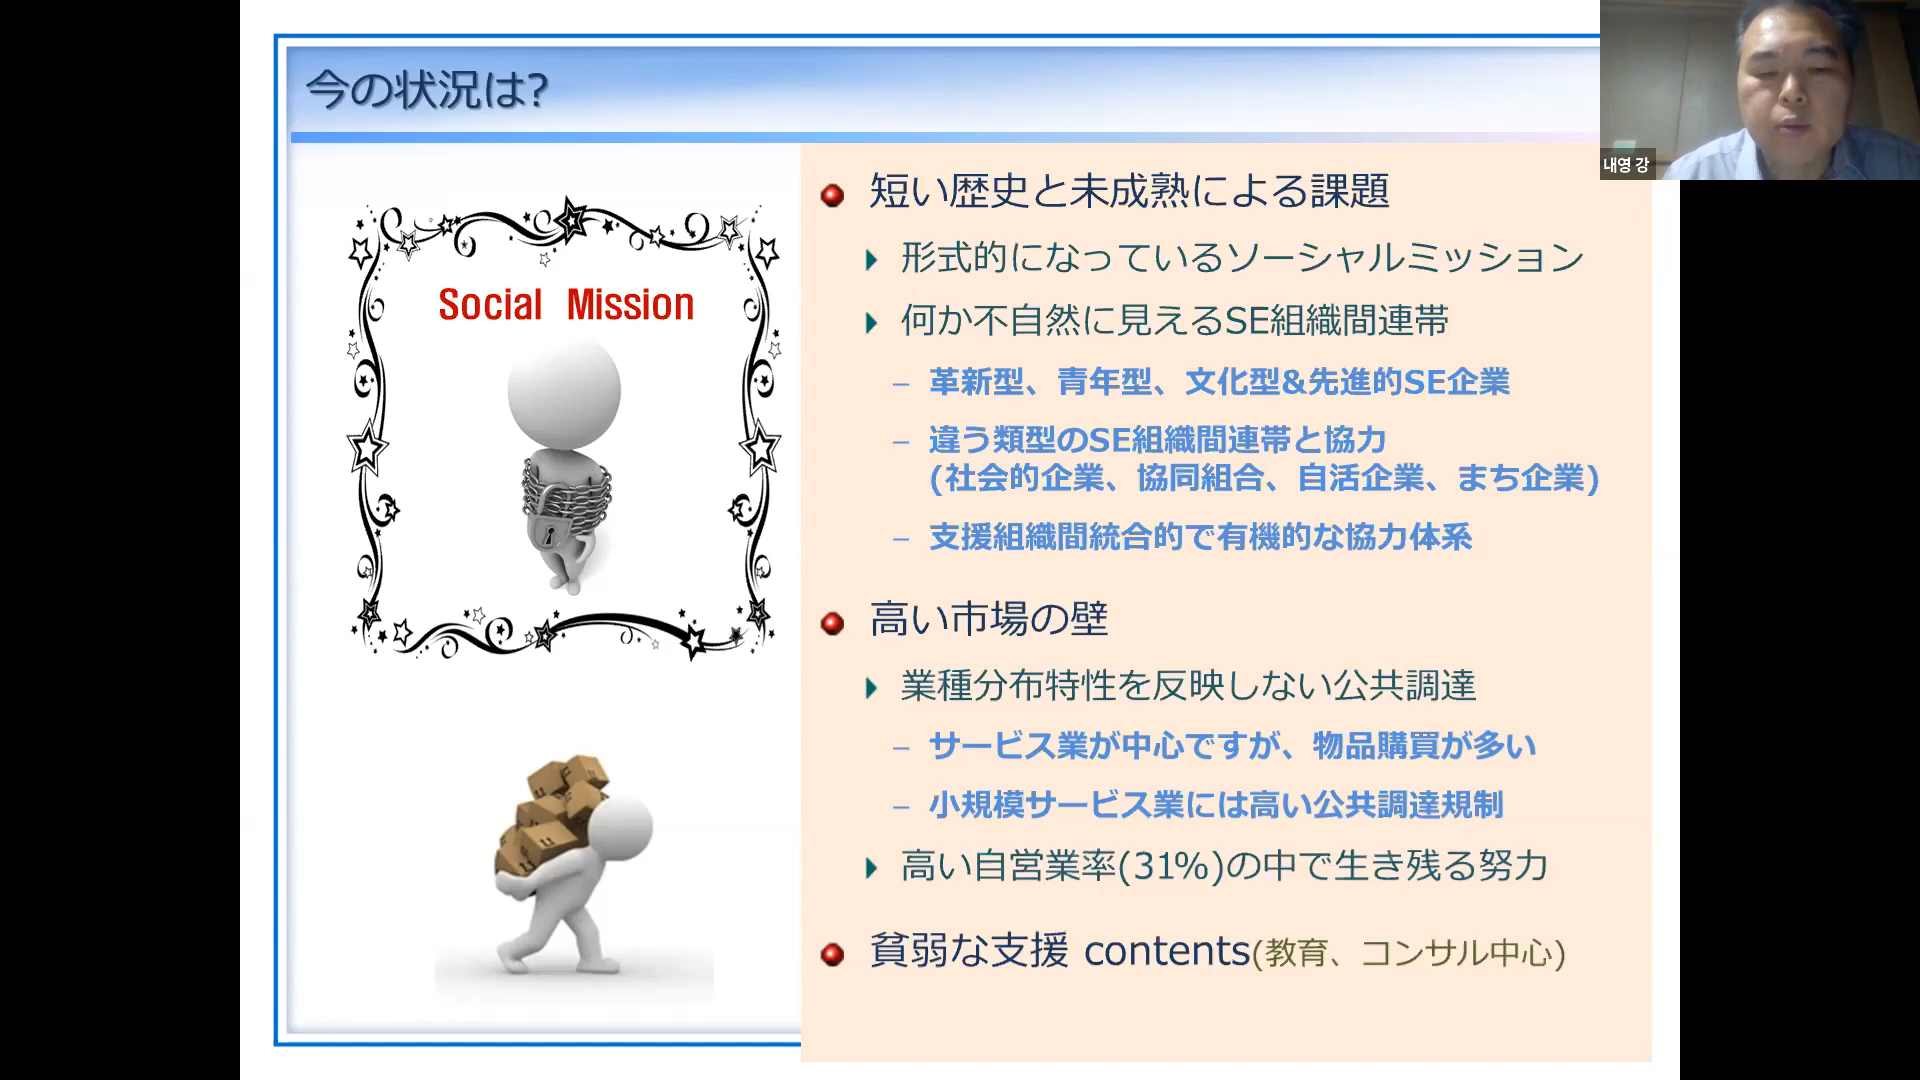 今の状況は?
내영 강
Social Mission
短い歴史と未成熟による課題
形式的になっているソーシャルミッション
何か不自然に見えるSE組織間連帯
– 革新型、青年型、文化型&先進的SE企業
– 違う類型のSE組織間連帯と協力
(社会的企業、協同組合、自活企業、まち企業)
– 支援組織間統合的で有機的な協力体系
高い市場の壁
業種分布特性を反映しない公共調達
– サービス業が中心ですが、物品購買が多い
– 小規模サービス業には高い公共調達規制
高い自営業率(31%)の中で生き残る努力
貧弱な支援 contents(教育、コンサル中心)